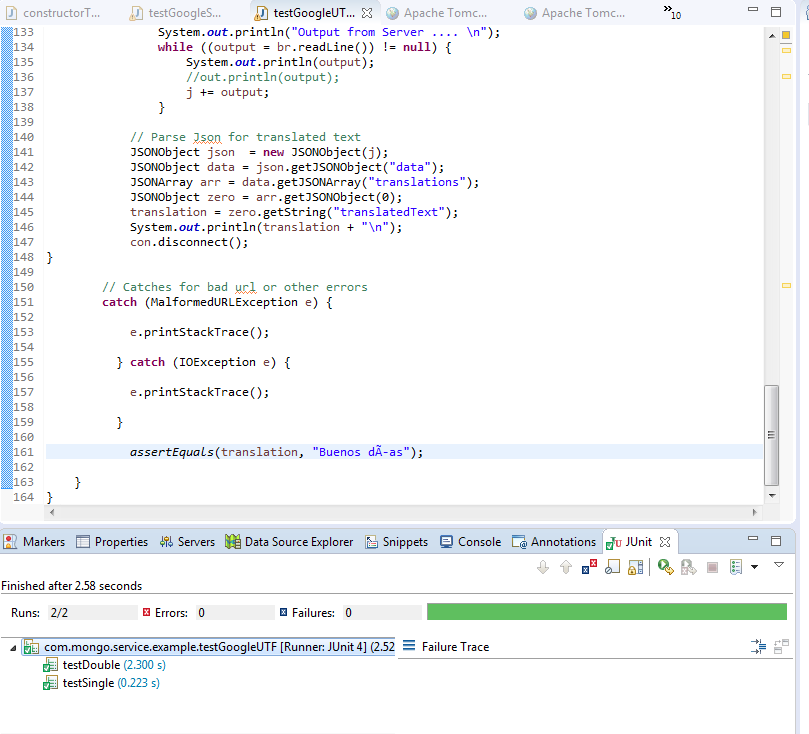 constructorT...
testGoogleS...
testGoogleUT...
Apache Tomc...
Apache Tomc...
»10
133 System.out.println("Output from Server .... \n");
134 while ((output = br.readLine()) != null) {
135 System.out.println(output);
136 //out.println(output);
137 j += output;
138 }
139
140 // Parse Json for translated text
141 JSONObject json  = new JSONObject(j);
142 JSONObject data = json.getJSONObject("data");
143 JSONArray arr = data.getJSONArray("translations");
144 JSONObject zero = arr.getJSONObject(0);
145 translation = zero.getString("translatedText");
146 System.out.println(translation + "\n");
147 con.disconnect();
148 }
149
150 // Catches for bad url or other errors
151 catch (MalformedURLException e) {
152
153 e.printStackTrace();
154
155 } catch (IOException e) {
156
157 e.printStackTrace();
158
159 }
160
161 assertEquals(translation, "Buenos dÃ-as");
162
163 }
164 }
Markers Properties Servers Data Source Explorer Snippets Console Annotations JUnit
Finished after 2.58 seconds
Runs: 2/2 Errors: 0 Failures: 0
com.mongo.service.example.testGoogleUTF [Runner: JUnit 4] (2.52
Failure Trace
testDouble (2.300 s)
testSingle (0.223 s)